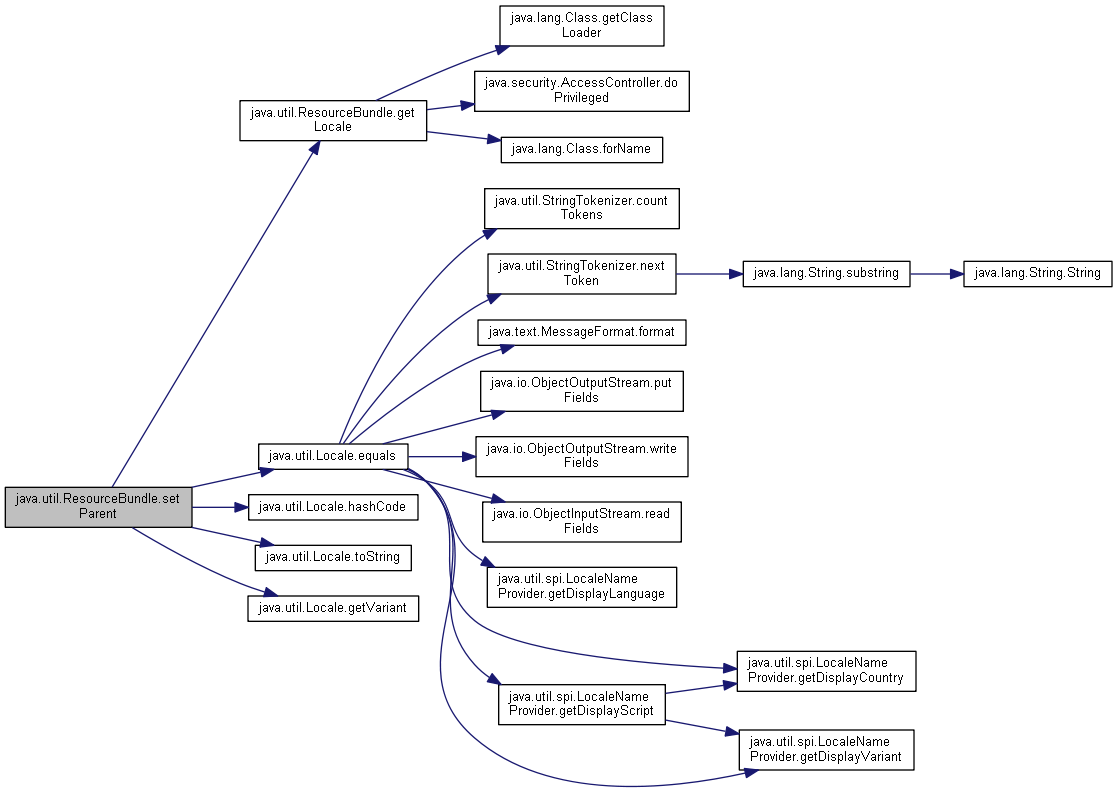 java.lang.Class.getClass
Loader
java.security.AccessController.do
Privileged
java.util.ResourceBundle.get
Locale
java.lang.Class.forName
java.util.StringTokenizer.count
Tokens
java.util.StringTokenizer.next
Token
java.lang.String.substring
java.lang.String.String
java.text.MessageFormat.format
java.io.ObjectOutputStream.put
Fields
java.util.Locale.equals
java.io.ObjectOutputStream.write
Fields
java.util.ResourceBundle.set
Parent
java.util.Locale.hashCode
java.io.ObjectInputStream.read
Fields
java.util.Locale.toString
java.util.spi.LocaleName
Provider.getDisplayLanguage
java.util.Locale.getVariant
java.util.spi.LocaleName
Provider.getDisplayCountry
java.util.spi.LocaleName
Provider.getDisplayScript
java.util.spi.LocaleName
Provider.getDisplayVariant